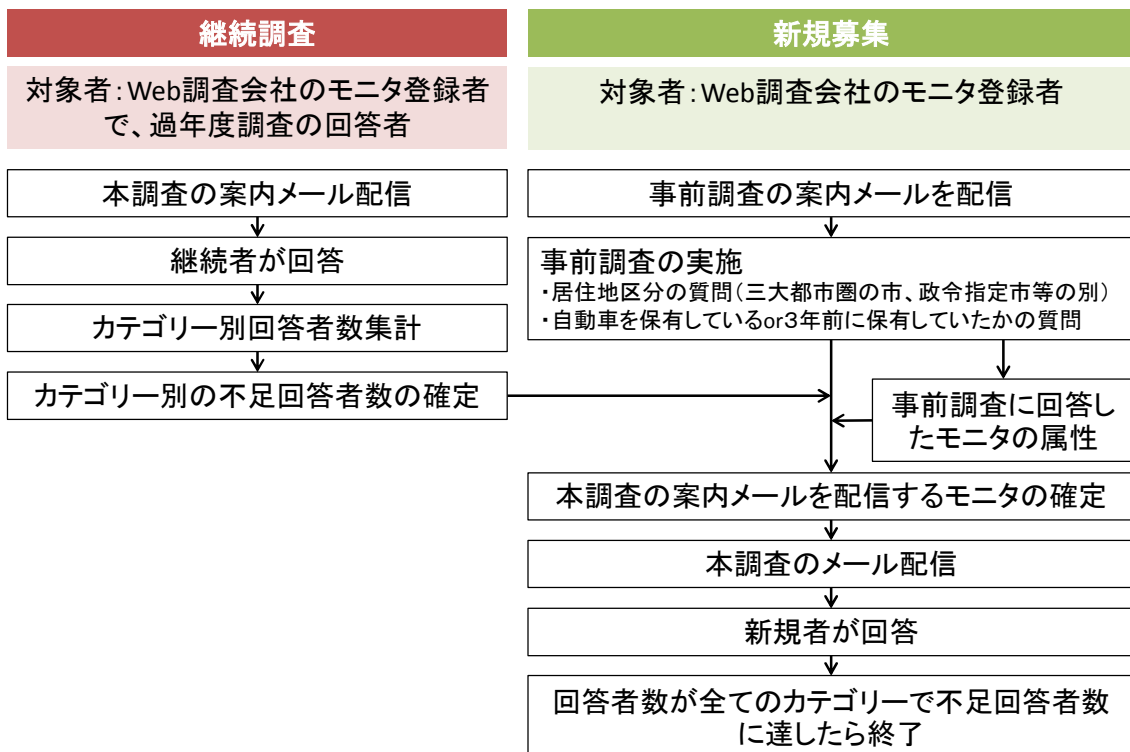 継続調査
対象者:Web調査会社のモニタ登録者
で、過年度調査の回答者
本調査の案内メール配信
継続者が回答
カテゴリー別回答者数集計
カテゴリー別の不足回答者数の確定
新規募集
対象者:Web調査会社のモニタ登録者
事前調査の案内メールを配信
事前調査の実施
・居住地区分の質問(三大都市圏の市、政令指定市等の別)
・自動車を保有しているor3年前に保有していたかの質問
事前調査に回答し
たモニタの属性
本調査の案内メールを配信するモニタの確定
本調査のメール配信
新規者が回答
回答者数が全てのカテゴリーで不足回答者数
に達したら終了